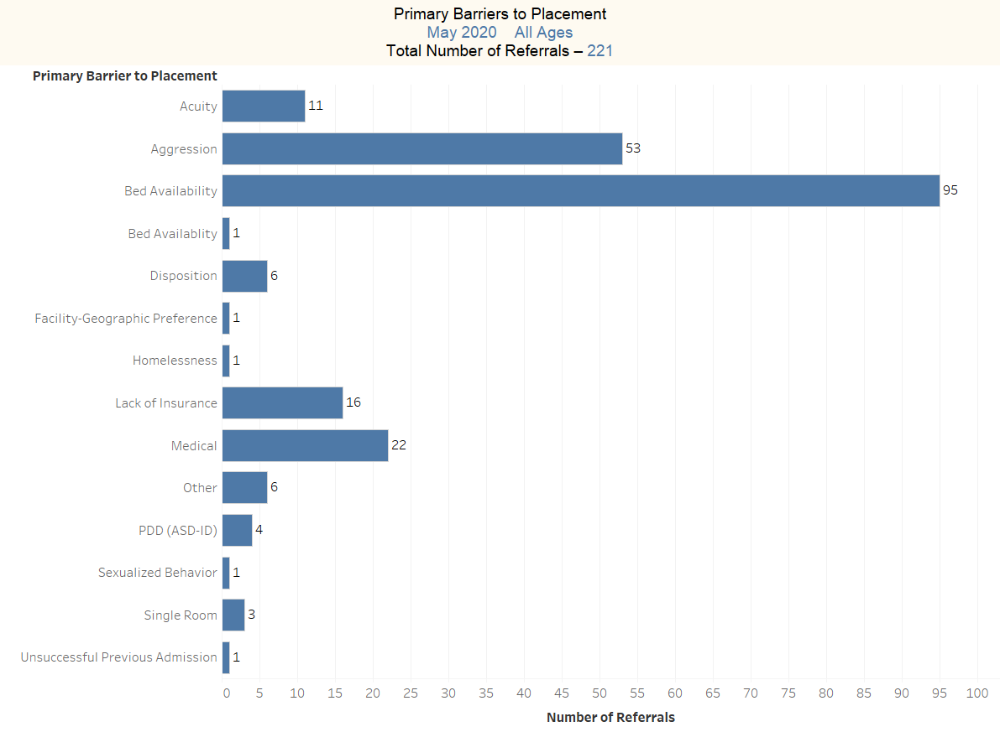 Primary Barriers to Placement
May 2020 All Ages
Total Number of Referrals – 221
Primary Barrier to Placement
Acuity 11
Aggression 53
Bed Availability 95
Bed Availablity 1
Disposition 6
Facility-Geographic Preference 1
Homelessness 1
Lack of Insurance 16
Medical 22
Other 6
PDD (ASD-ID) 4
Sexualized Behavior 1
Single Room 3
Unsuccessful Previous Admission 1
0 5 10 15 20 25 30 35 40 45 50 55 60 65 70 75 80 85 90 95 100
Number of Referrals